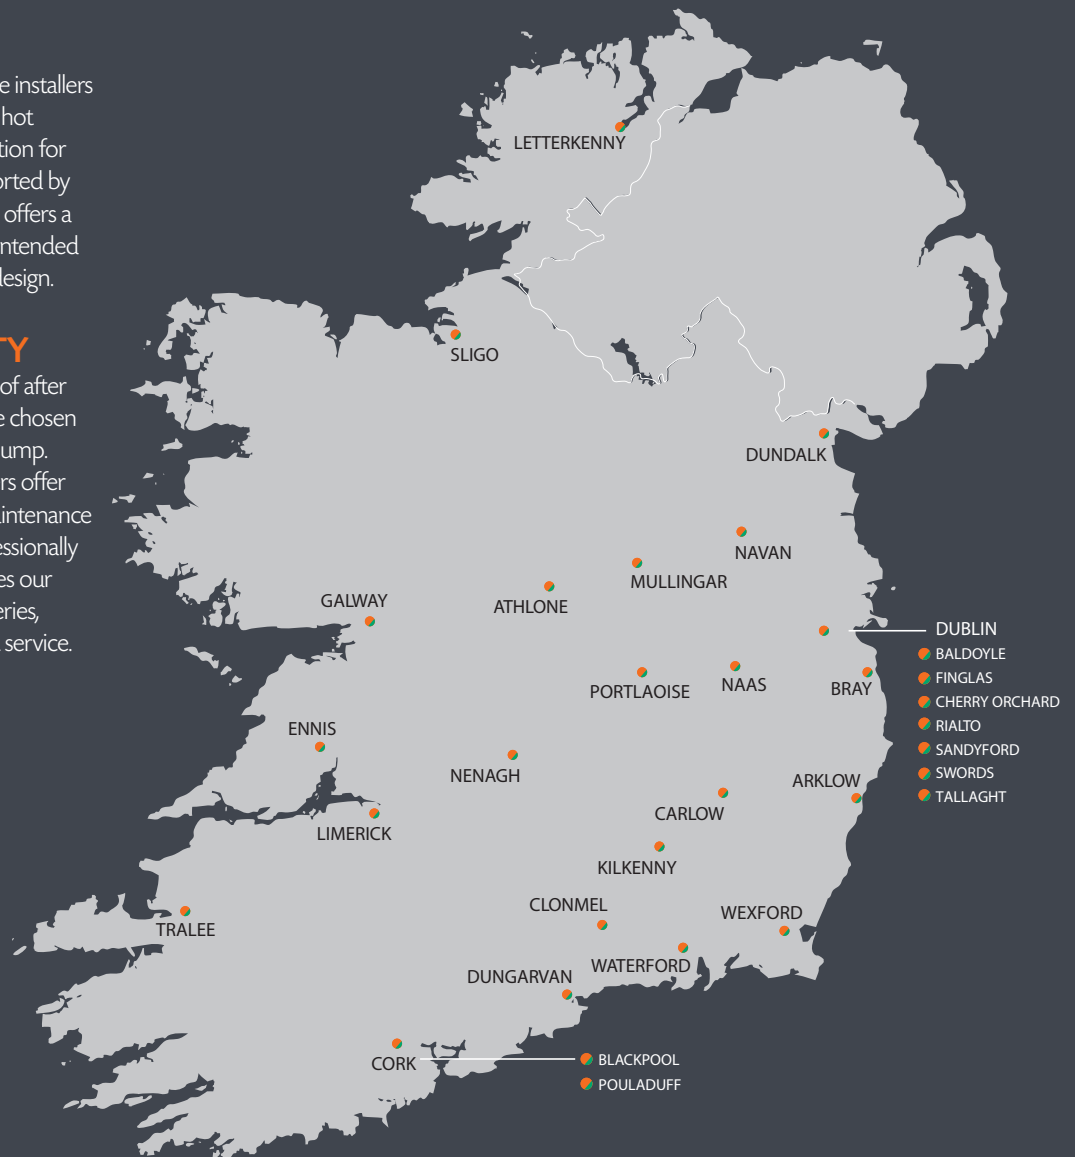 e installers
hot
tion for
orted by
offers a
ntended
design.
TY
of after
e chosen
ump.
rs offer
aintenance
essionally
es our
eries,
service.
LETTERKENNY
SLIGO
DUNDALK
NAVAN
MULLINGAR
ATHLONE
GALWAY
DUBLIN
BALDOYLE
FINGLAS
CHERRY ORCHARD
RIALTO
SANDYFORD
SWORDS
TALLAGHT
PORTLAOISE
NAAS
BRAY
ENNIS
NENAGH
ARKLOW
CARLOW
LIMERICK
KILKENNY
CLONMEL
WEXFORD
TRALEE
WATERFORD
DUNGARVAN
CORK
BLACKPOOL
POULADUFF